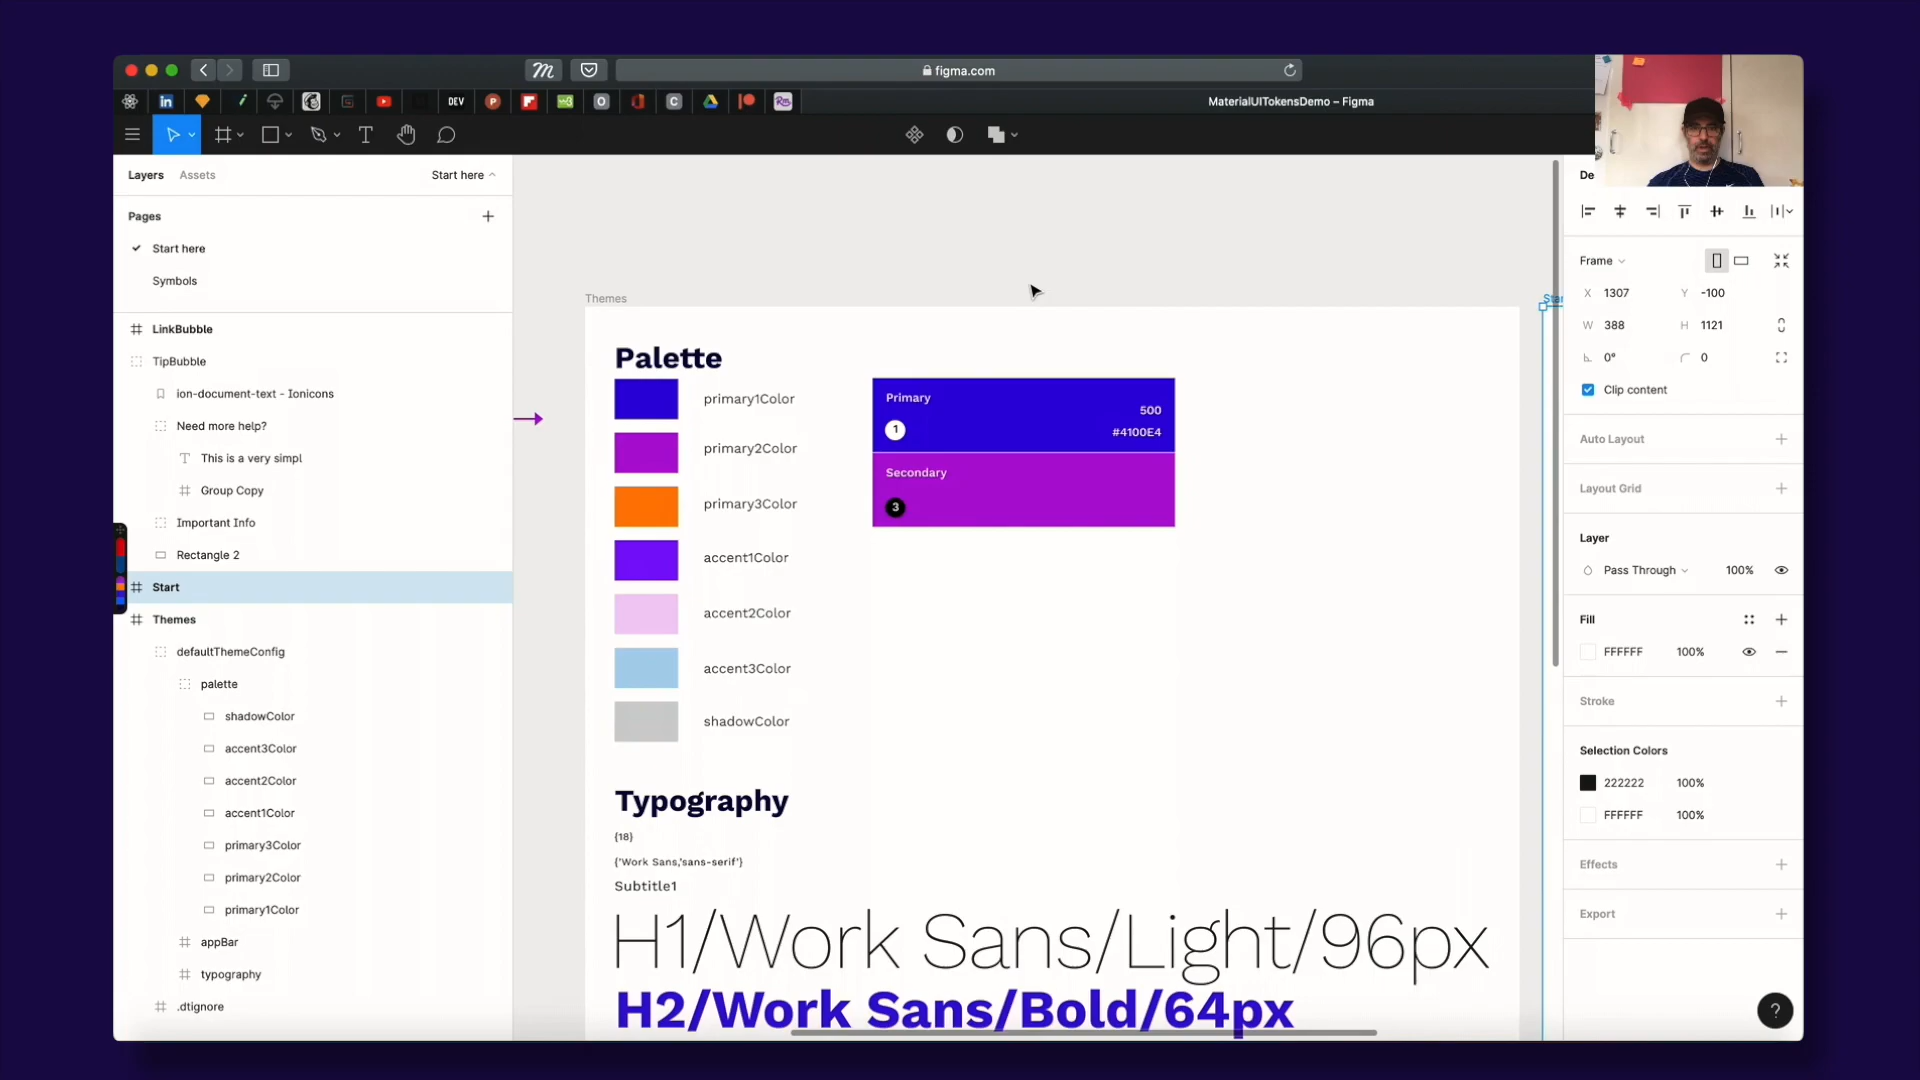 figma.com
DEV
MaterialUITokensDemo – Figma
Layers
Assets
Start here
Pages
Start here
Symbols
LinkBubble
TipBubble
ion-document-text - Ionicons
Need more help?
This is a very simpl
Group Copy
Important Info
Rectangle 2
Start
Themes
defaultThemeConfig
palette
shadowColor
accent3Color
accent2Color
accent1Color
primary3Color
primary2Color
primary1Color
appBar
typography
.dtignore
Themes
Palette
primary1Color
primary2Color
primary3Color
accent1Color
accent2Color
accent3Color
shadowColor
Primary
500
1
#4100E4
Secondary
3
Typography
{18}
{'Work Sans,'sans-serif'}
Subtitle1
H1/Work Sans/Light/96px
H2/Work Sans/Bold/64px
De
Frame
X 1307 Y -100
W 388 H 1121
0° 0
Clip content
Auto Layout
Layout Grid
Layer
Pass Through 100%
Fill
FFFFFF 100%
Stroke
Selection Colors
222222 100%
FFFFFF 100%
Effects
Export
?